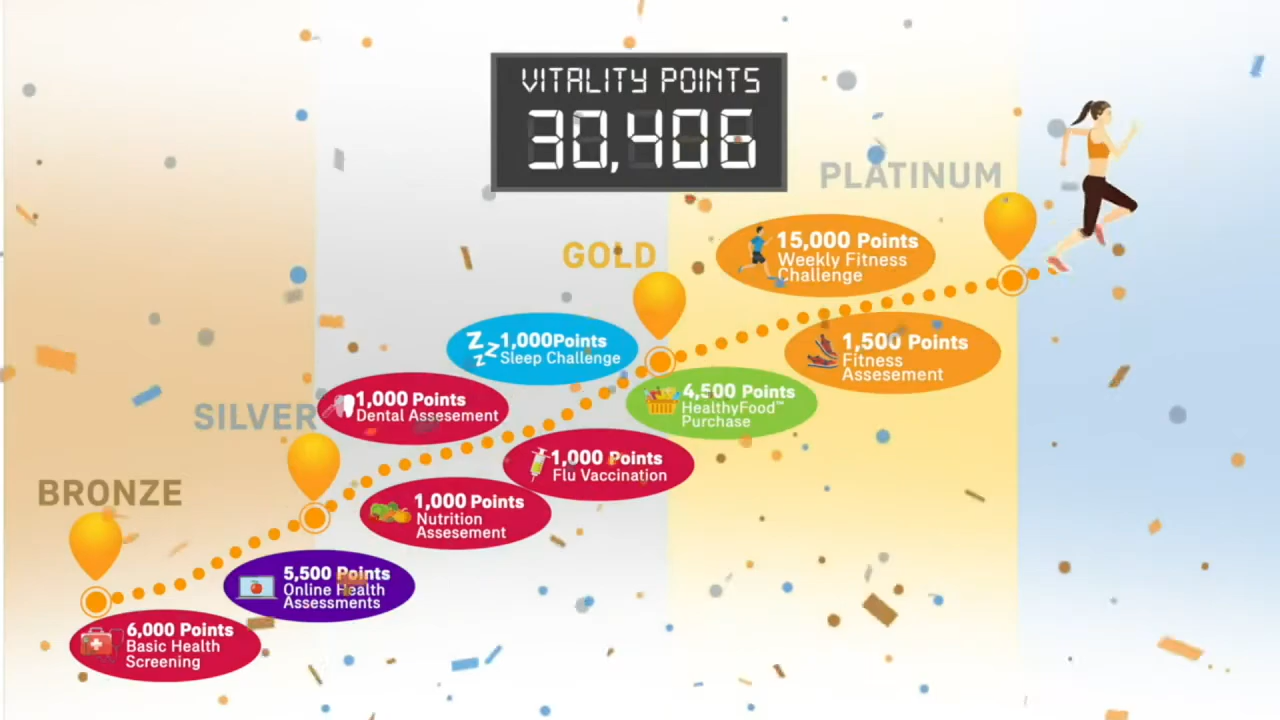 VITALITY POINTS
30,406
PLATINUM
15,000 Points
Weekly Fitness
Challenge
GOLD
1,500 Points
Fitness
Assesement
1,000Points
Sleep Challenge
4,500 Points
HealthyFood™
Purchase
1,000 Points
Dental Assesement
SILVER
1,000 Points
Flu Vaccination
BRONZE
1,000 Points
Nutrition
Assesement
5,500 Points
Online Health
Assessments
6,000 Points
Basic Health
Screening